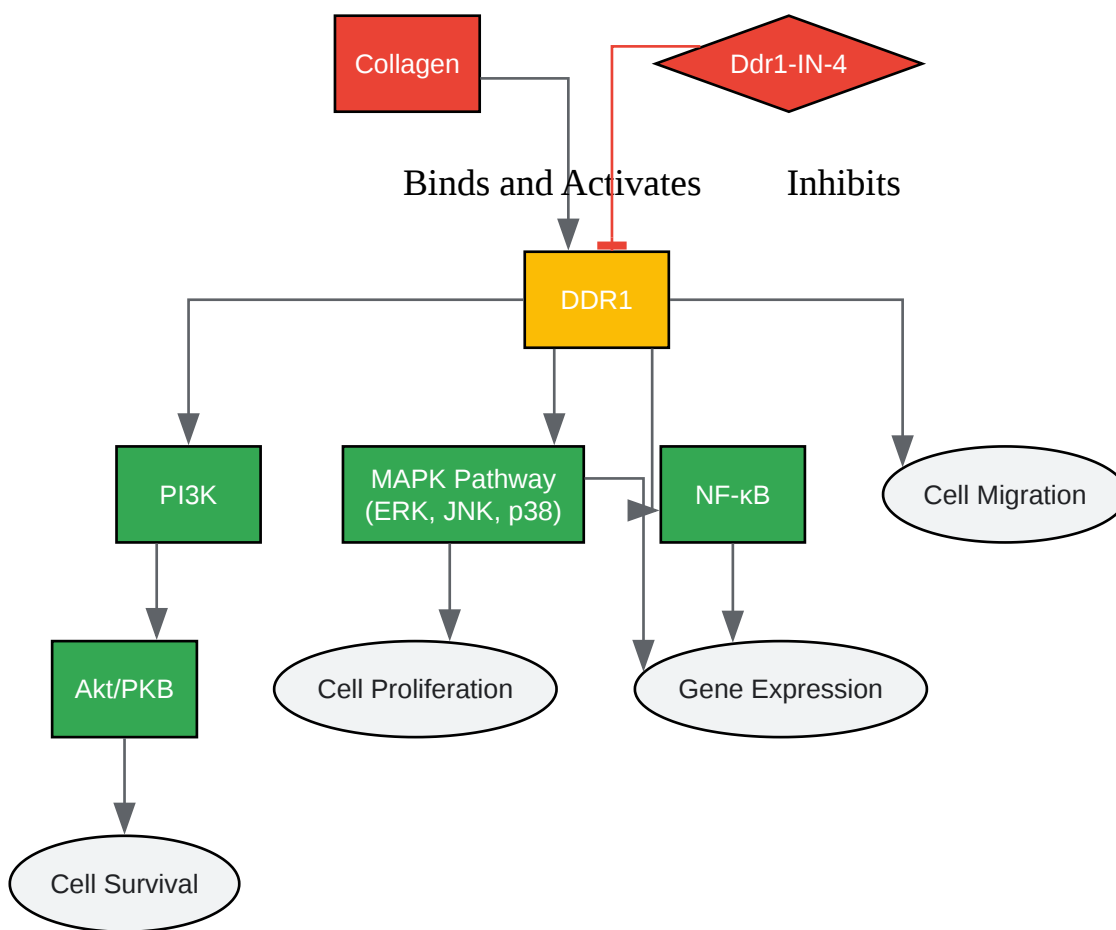 Collagen
Ddr1-IN-4
Binds and Activates
Inhibits
DDR1
PI3K
MAPK Pathway
(ERK, JNK, p38)
NF-κB
Cell Migration
Akt/PKB
Cell Proliferation
Gene Expression
Cell Survival